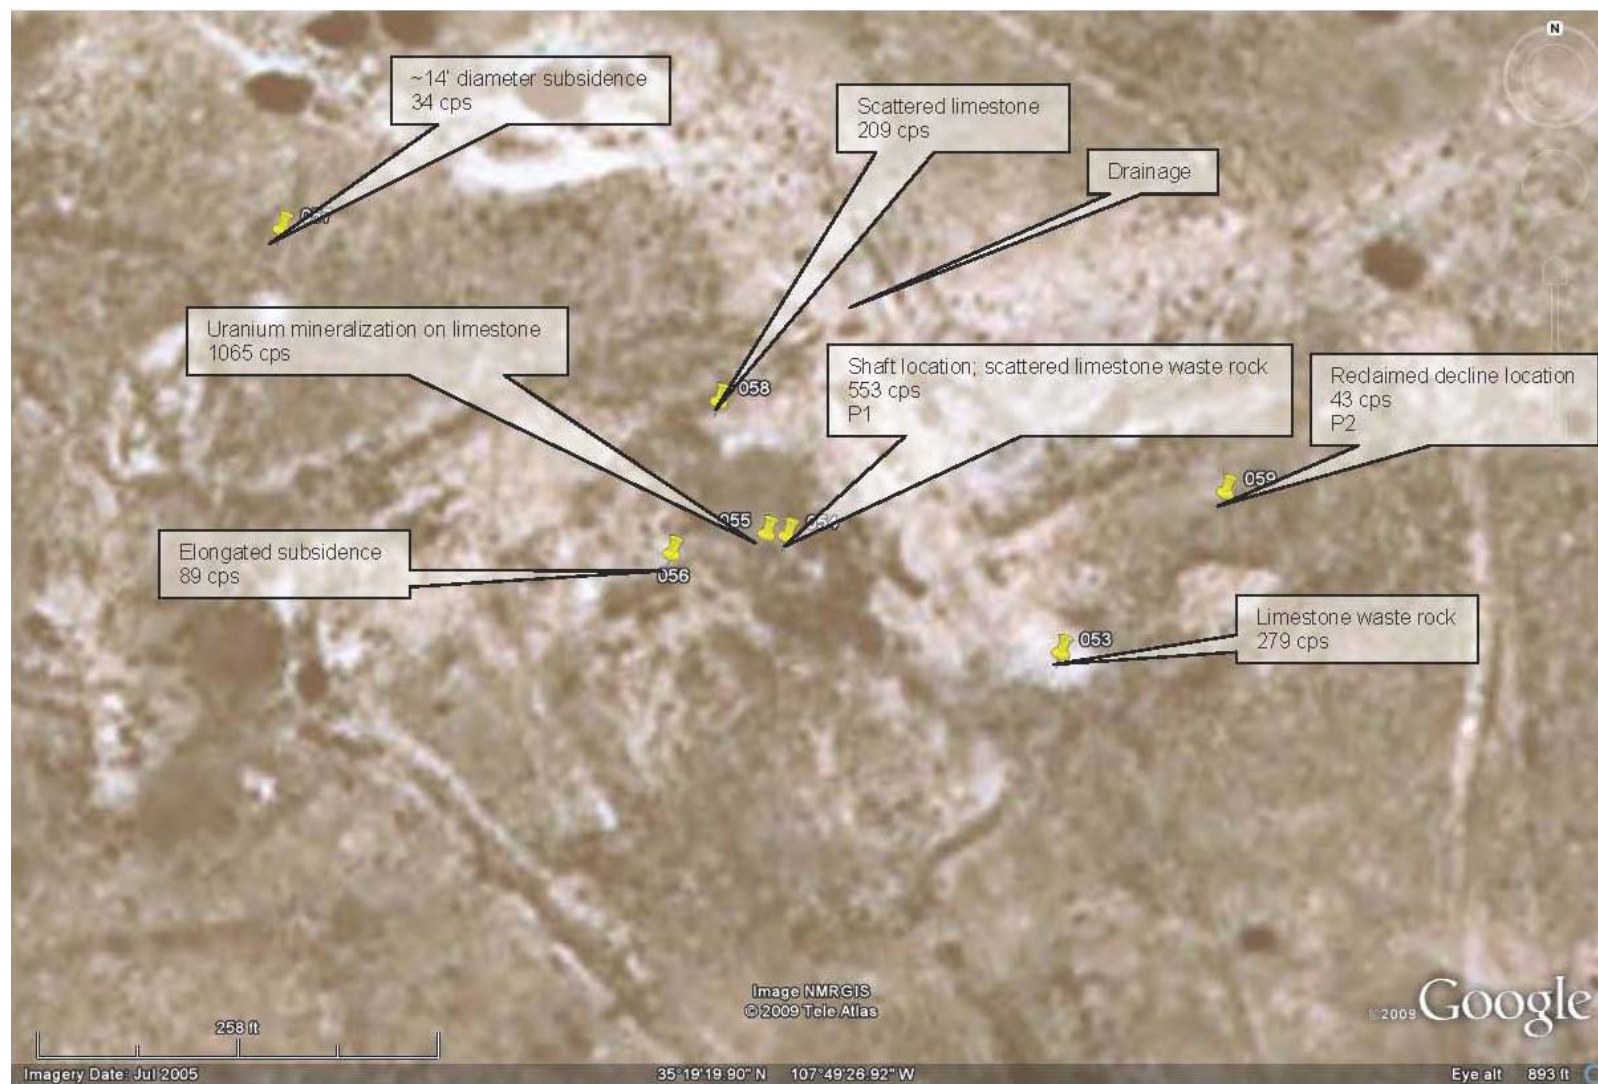 N
~14' diameter subsidence
34 cps
Scattered limestone
209 cps
Drainage
Uranium mineralization on limestone
1065 cps
058
Shaft location; scattered limestone waste rock
553 cps
P1
Reclaimed decline location
43 cps
P2
059
055
Elongated subsidence
89 cps
056
Limestone waste rock
279 cps
053
Image NMRGIS
© 2009 Tele Atlas
©2009 Google
258 ft
Imagery Date: Jul 2005
35°19'19.90" N 107°49'26.92" W
Eye alt 893 ft